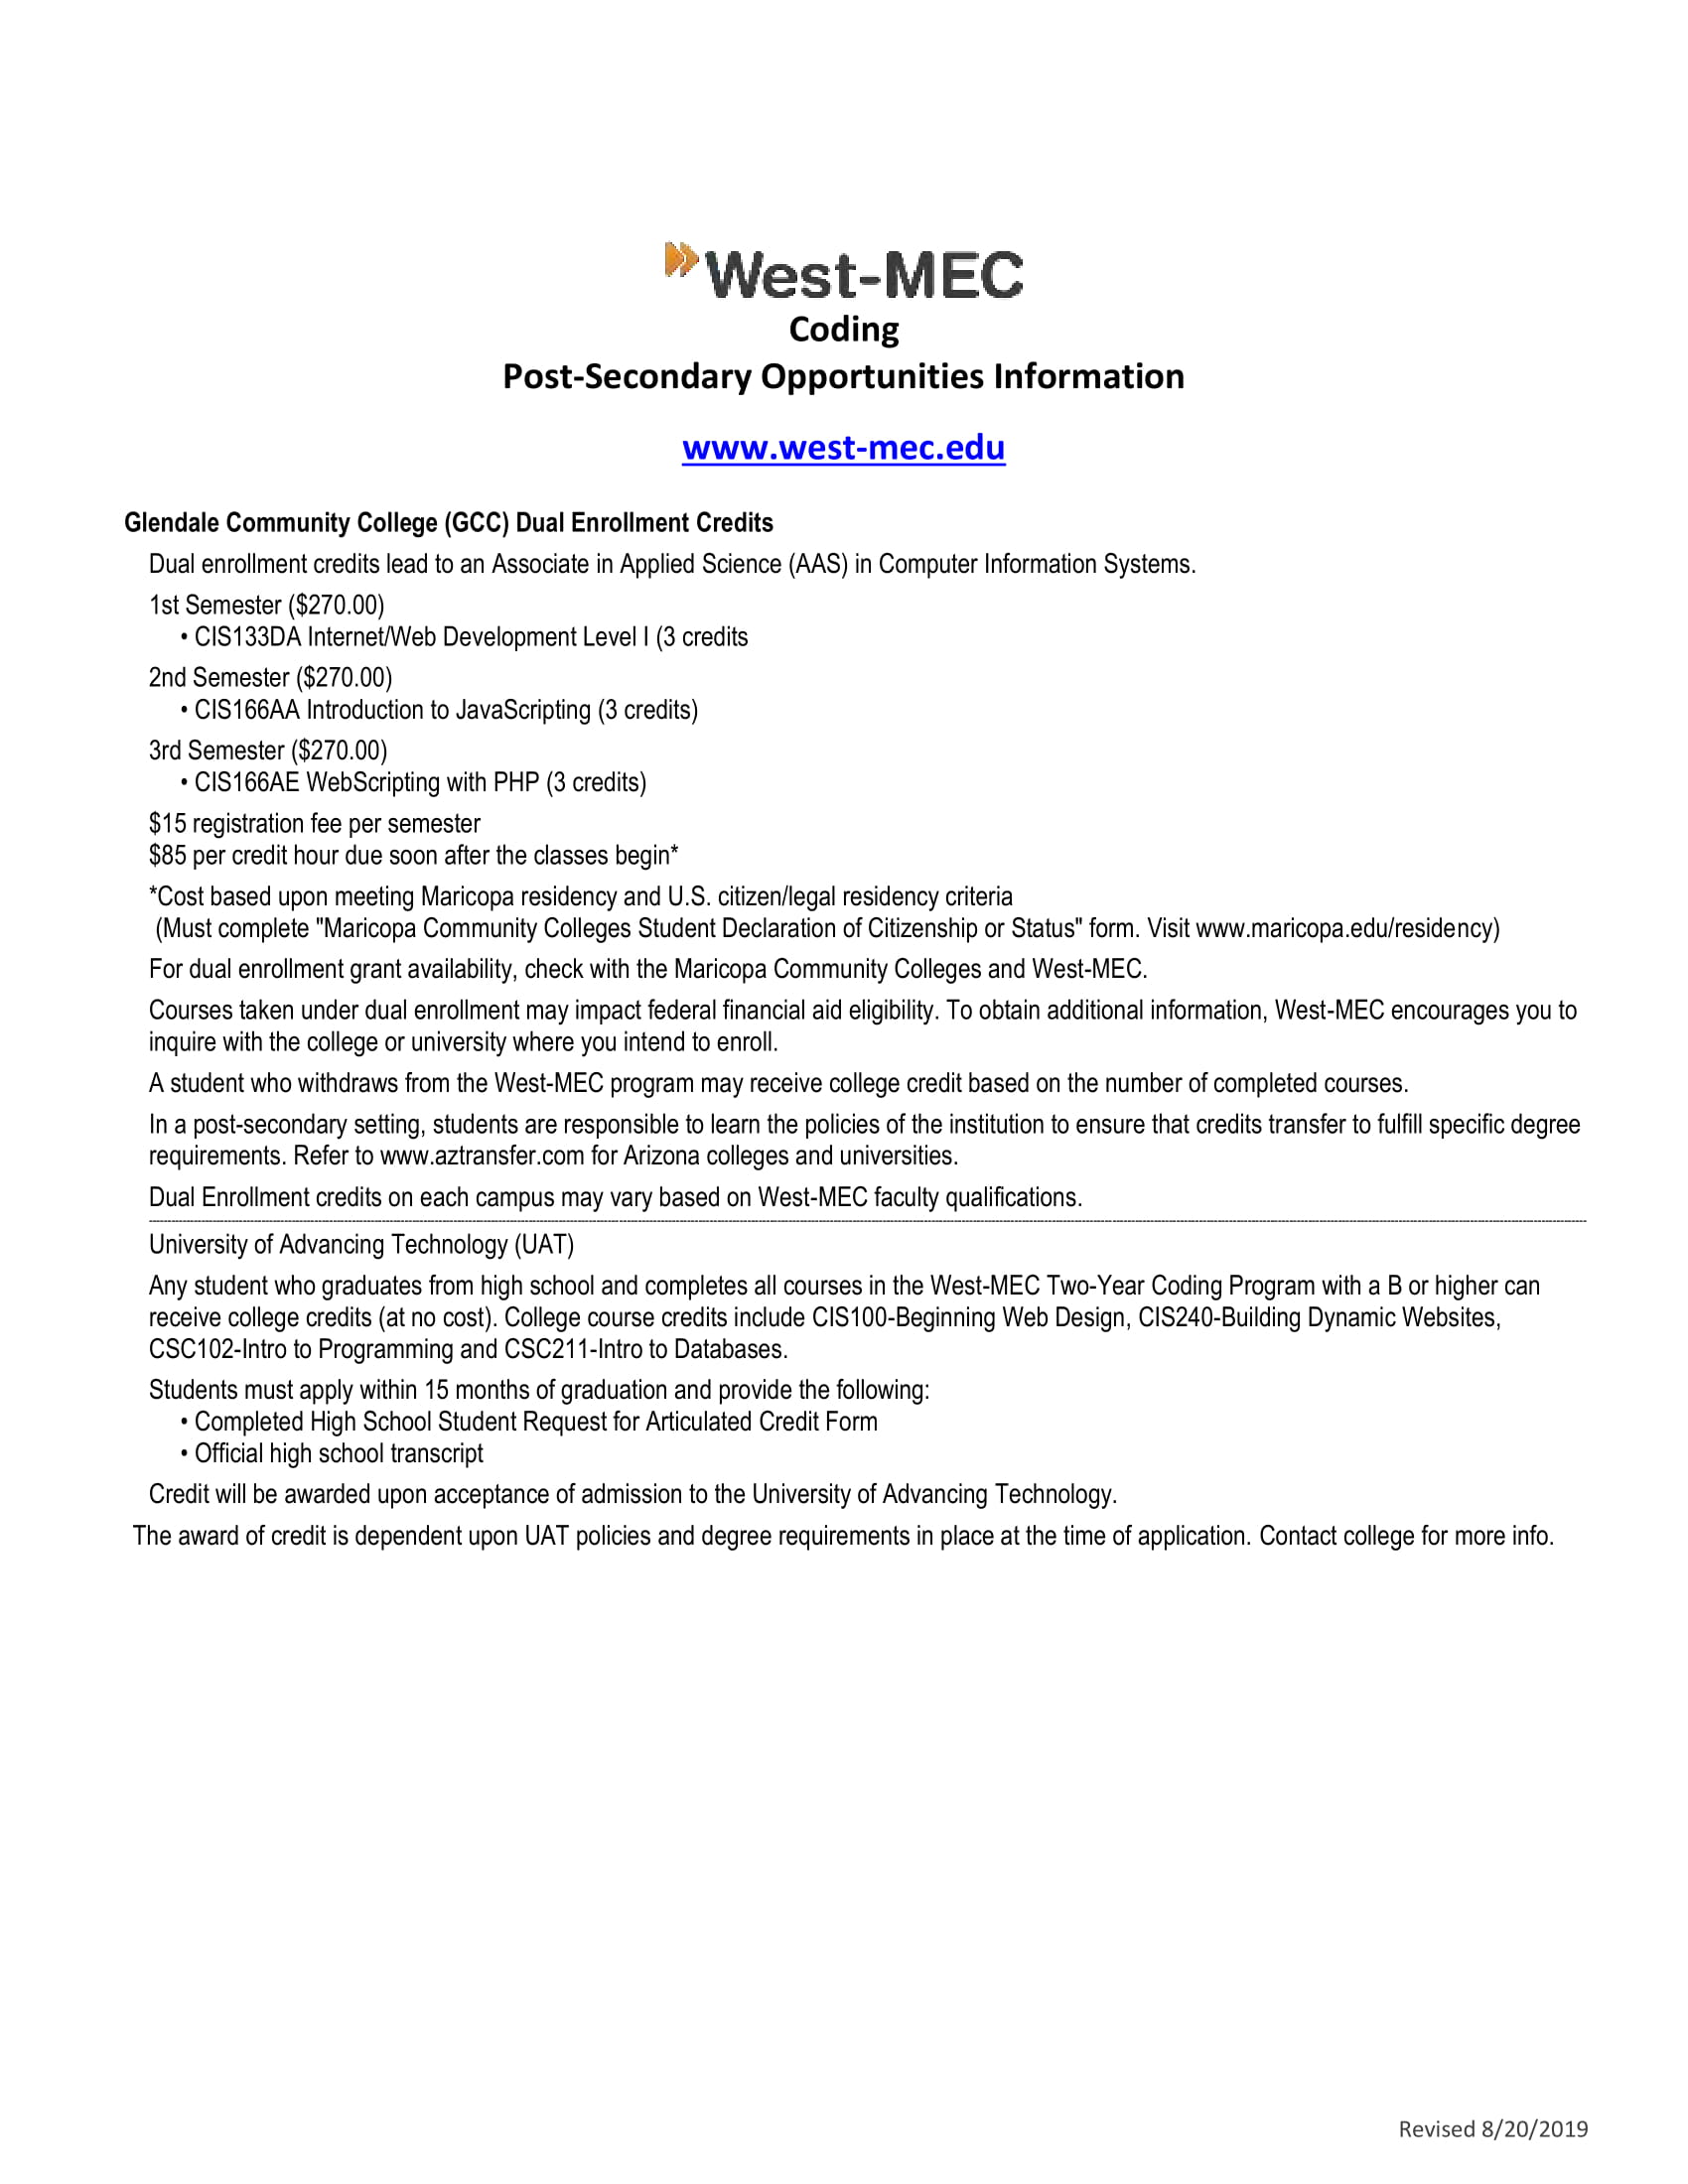 West-MEC
Coding
Post-Secondary Opportunities Information
www.west-mec.edu
Glendale Community College (GCC) Dual Enrollment Credits
Dual enrollment credits lead to an Associate in Applied Science (AAS) in Computer Information Systems.
1st Semester ($270.00)
• CIS133DA Internet/Web Development Level I (3 credits
2nd Semester ($270.00)
• CIS166AA Introduction to JavaScripting (3 credits)
3rd Semester ($270.00)
• CIS166AE WebScripting with PHP (3 credits)
$15 registration fee per semester
$85 per credit hour due soon after the classes begin*
*Cost based upon meeting Maricopa residency and U.S. citizen/legal residency criteria
(Must complete "Maricopa Community Colleges Student Declaration of Citizenship or Status" form. Visit www.maricopa.edu/residency)
For dual enrollment grant availability, check with the Maricopa Community Colleges and West-MEC.
Courses taken under dual enrollment may impact federal financial aid eligibility. To obtain additional information, West-MEC encourages you to
inquire with the college or university where you intend to enroll.
A student who withdraws from the West-MEC program may receive college credit based on the number of completed courses.
In a post-secondary setting, students are responsible to learn the policies of the institution to ensure that credits transfer to fulfill specific degree
requirements. Refer to www.aztransfer.com for Arizona colleges and universities.
Dual Enrollment credits on each campus may vary based on West-MEC faculty qualifications.
University of Advancing Technology (UAT)
Any student who graduates from high school and completes all courses in the West-MEC Two-Year Coding Program with a B or higher can
receive college credits (at no cost). College course credits include CIS100-Beginning Web Design, CIS240-Building Dynamic Websites,
CSC102-Intro to Programming and CSC211-Intro to Databases.
Students must apply within 15 months of graduation and provide the following:
• Completed High School Student Request for Articulated Credit Form
• Official high school transcript
Credit will be awarded upon acceptance of admission to the University of Advancing Technology.
The award of credit is dependent upon UAT policies and degree requirements in place at the time of application. Contact college for more info.
Revised 8/20/2019